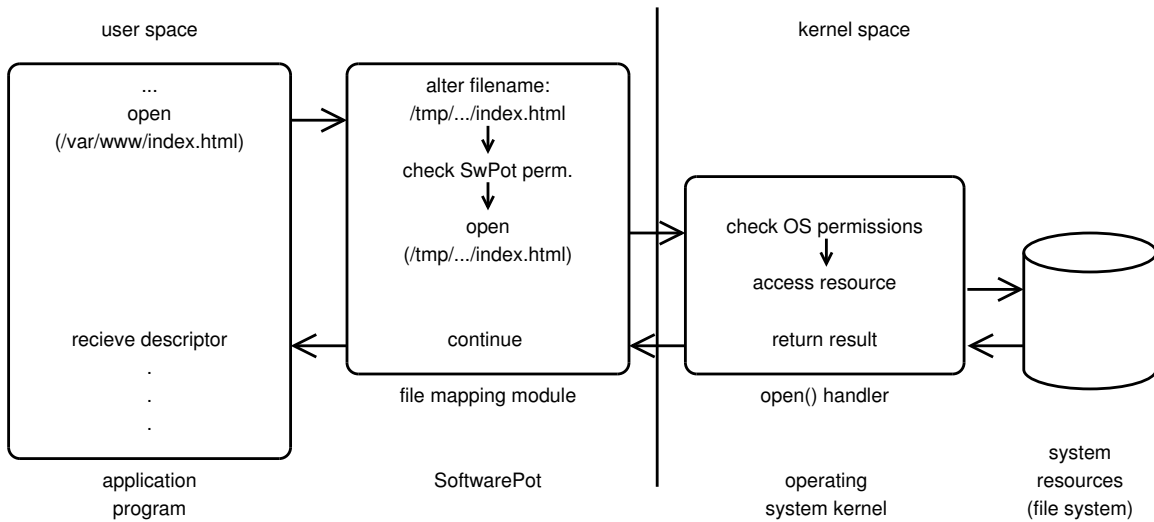 user space
kernel space
...
open
(/var/www/index.html)
recieve descriptor
.
.
.
application
program
alter filename:
/tmp/.../index.html
check SwPot perm.
open
(/tmp/.../index.html)
continue
file mapping module
SoftwarePot
check OS permissions
access resource
return result
open() handler
operating
system kernel
system
resources
(file system)